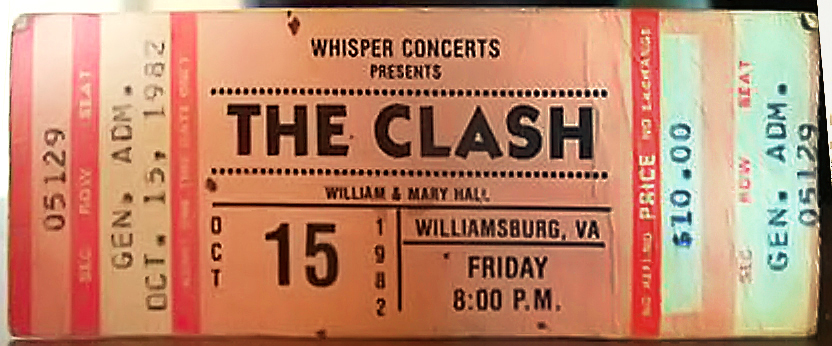 05129
SEC ROW SEAT
GEN. ADM.
OCT. 15, 1982
WHISPER CONCERTS
PRESENTS
THE CLASH
WILLIAM & MARY HALL
OCT
15
1982
WILLIAMSBURG, VA
FRIDAY
8:00 P.M.
NO REFUND PRICE NO EXCHANGE
$10.00
SEC ROW SEAT
GEN. ADM.
05129